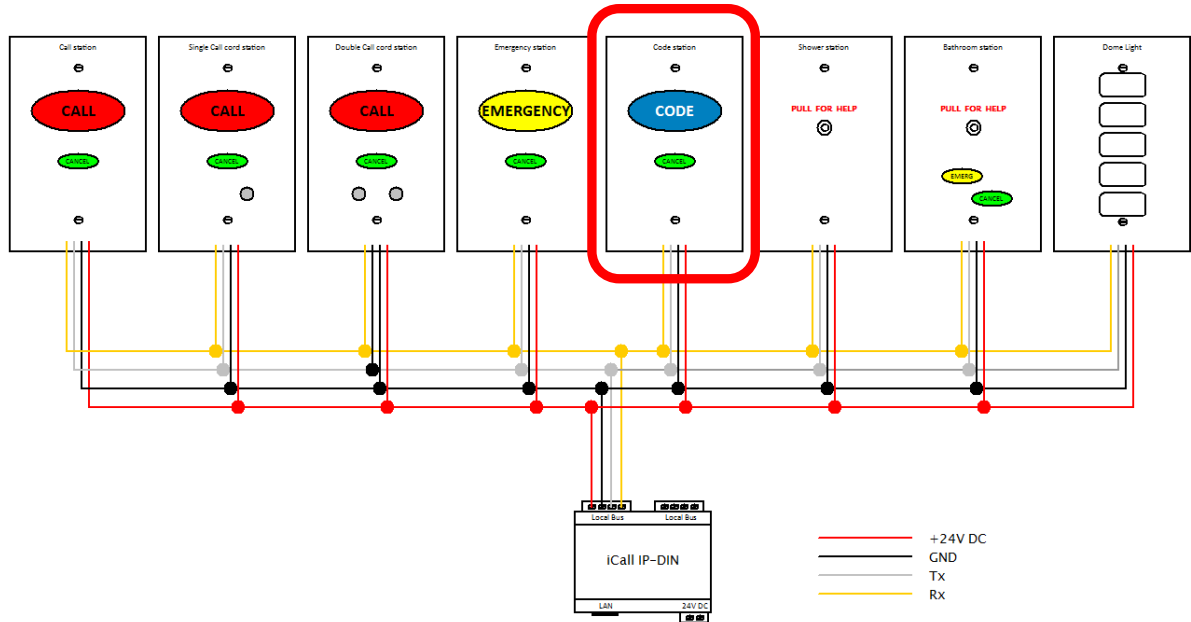 Call station
Single Call cord station
Double Call cord station
Emergency station
Code station
Shower station
Bathroom station
Dome Light
CALL
CALL
CALL
EMERGENCY
CODE
PULL FOR HELP
PULL FOR HELP
CANCEL
CANCEL
CANCEL
CANCEL
CANCEL
EMERG
CANCEL
Local Bus
Local Bus
iCall IP-DIN
LAN
24V DC
+24V DC
GND
Tx
Rx